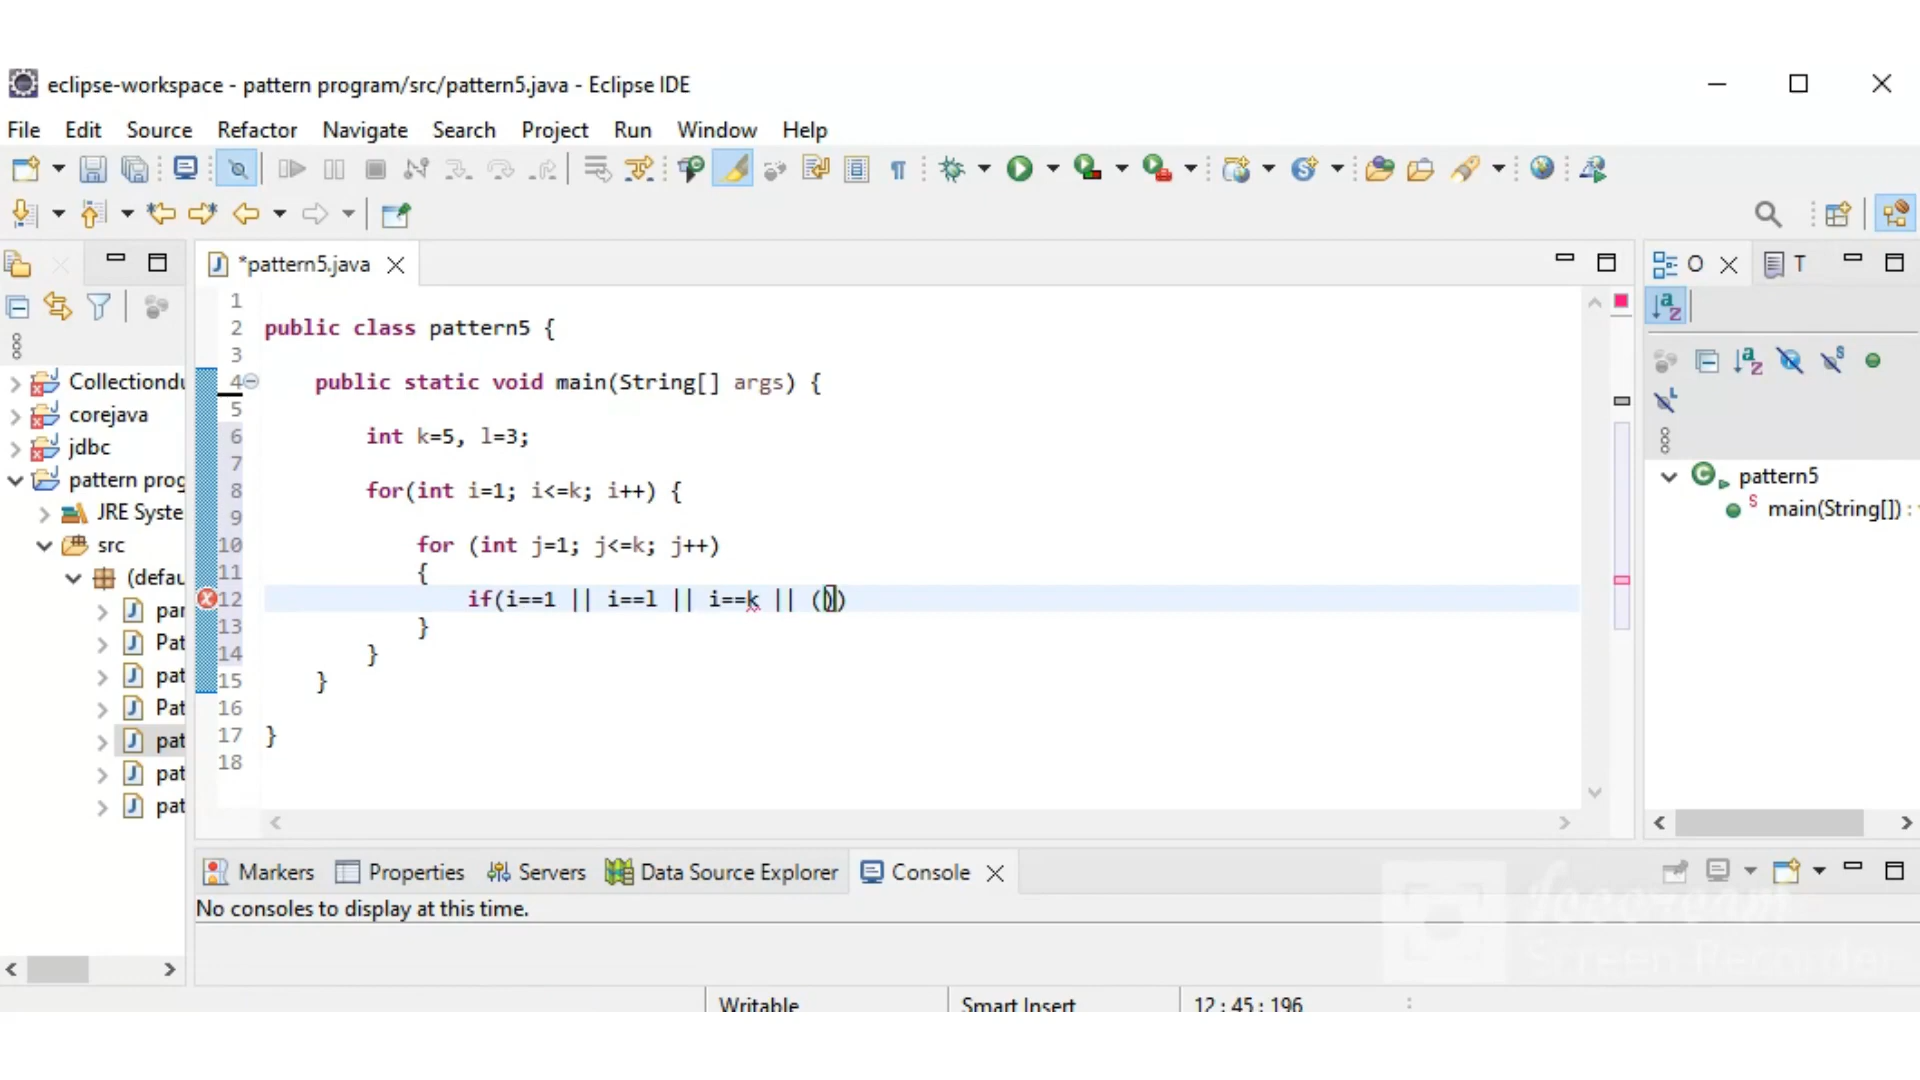 eclipse-workspace - pattern program/src/pattern5.java - Eclipse IDE
File Edit Source Refactor Navigate Search Project Run Window Help
*pattern5.java
O
T
1
2 public class pattern5 {
3
4 public static void main(String[] args) {
5
6 int k=5, l=3;
7
8 for(int i=1; i<=k; i++) {
9
10 for (int j=1; j<=k; j++)
11 {
12 if(i==1 || i==l || i==k || ())
13 }
14 }
15 }
16
17 }
18
Collectiondu
corejava
jdbc
pattern prog
JRE Syste
src
(defau
par
Pat
pat
Pat
pat
pat
pat
pattern5
main(String[]) :
Markers Properties Servers Data Source Explorer Console
No consoles to display at this time.
Screen Recorder
Writable Smart Insert 12 : 45 : 196